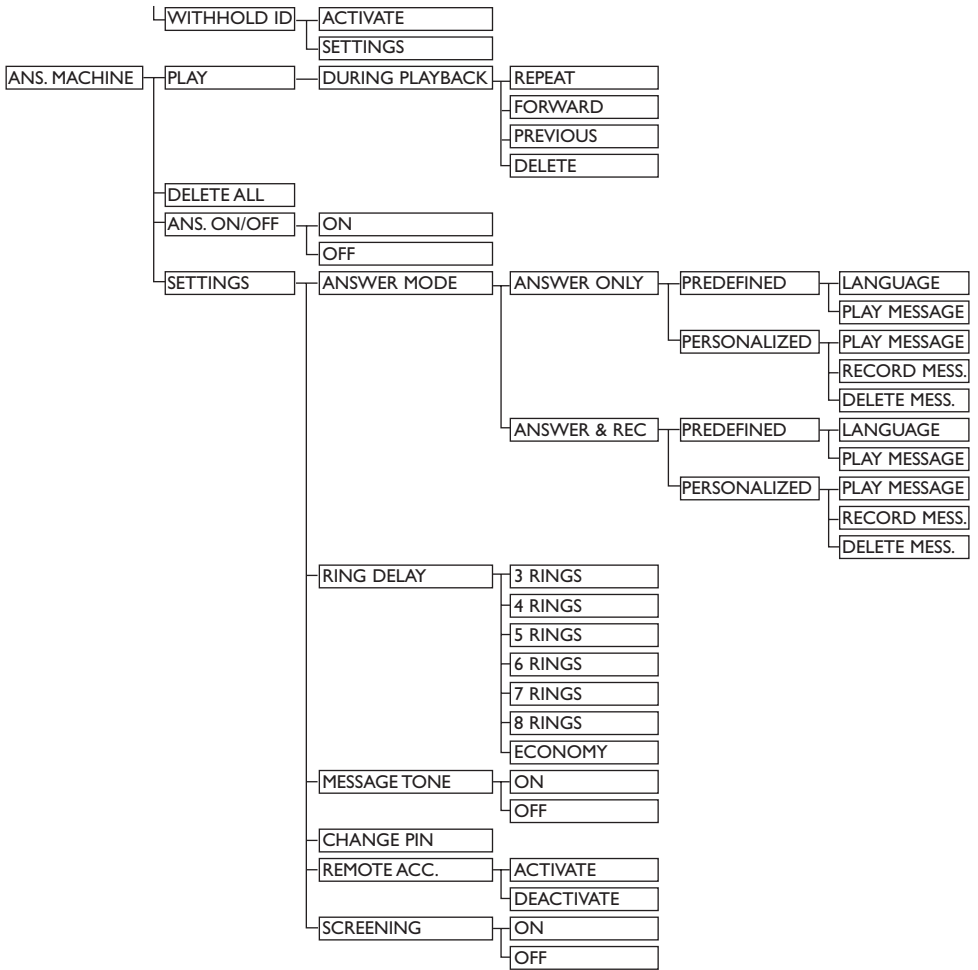 WITHHOLD ID ACTIVATE
SETTINGS
ANS. MACHINE PLAY DURING PLAYBACK REPEAT
FORWARD
PREVIOUS
DELETE
DELETE ALL
ANS. ON/OFF ON
OFF
SETTINGS ANSWER MODE ANSWER ONLY PREDEFINED LANGUAGE
PLAY MESSAGE
PERSONALIZED PLAY MESSAGE
RECORD MESS.
DELETE MESS.
ANSWER & REC PREDEFINED LANGUAGE
PLAY MESSAGE
PERSONALIZED PLAY MESSAGE
RECORD MESS.
DELETE MESS.
RING DELAY 3 RINGS
4 RINGS
5 RINGS
6 RINGS
7 RINGS
8 RINGS
ECONOMY
MESSAGE TONE ON
OFF
CHANGE PIN
REMOTE ACC. ACTIVATE
DEACTIVATE
SCREENING ON
OFF